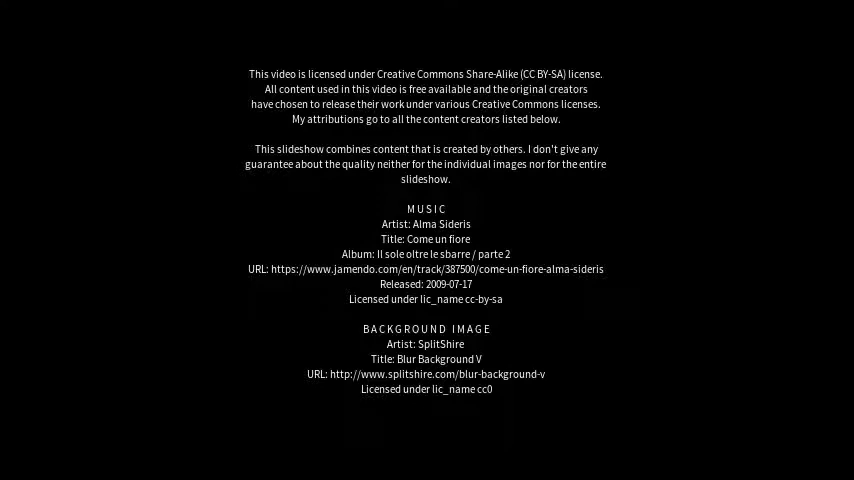 This video is licensed under Creative Commons Share-Alike (CC BY-SA) license.
All content used in this video is free available and the original creators
have chosen to release their work under various Creative Commons licenses.
My attributions go to all the content creators listed below.
This slideshow combines content that is created by others. I don't give any
guarantee about the quality neither for the individual images nor for the entire
slideshow.
MUSIC
Artist: Alma Sideris
Title: Come un fiore
Album: Il sole oltre le sbarre / parte 2
URL: https://www.jamendo.com/en/track/387500/come-un-fiore-alma-sideris
Released: 2009-07-17
Licensed under lic_name cc-by-sa
BACKGROUND IMAGE
Artist: SplitShire
Title: Blur Background V
URL: http://www.splitshire.com/blur-background-v
Licensed under lic_name cc0